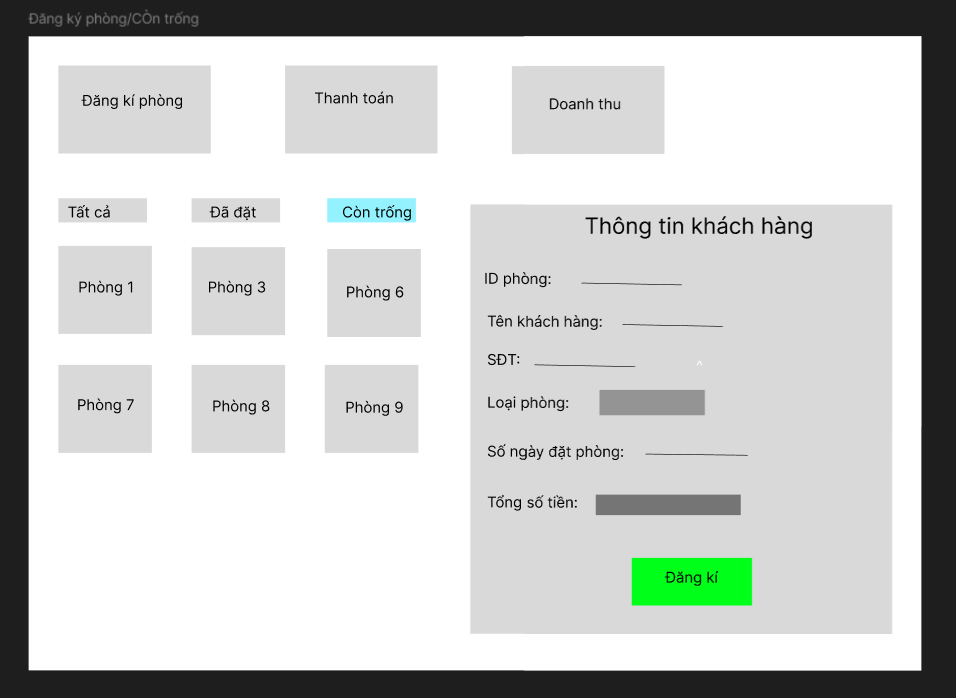 Đăng ký phòng/CÒn trống
Đăng kí phòng
Thanh toán
Doanh thu
Tất cả
Đã đặt
Còn trống
Phòng 1
Phòng 3
Phòng 6
Phòng 7
Phòng 8
Phòng 9
Thông tin khách hàng
ID phòng:
Tên khách hàng:
SĐT:
Loại phòng:
Số ngày đặt phòng:
Tổng số tiền:
Đăng kí